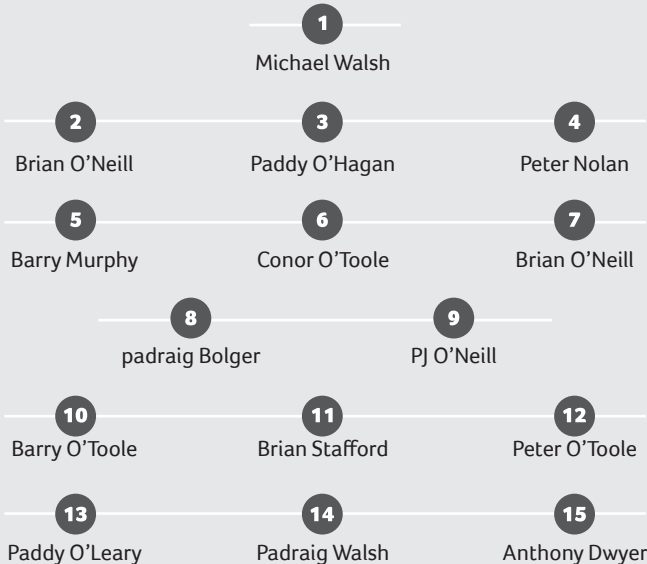 1
Michael Walsh
2 3 4
Brian O’Neill Paddy O’Hagan Peter Nolan
5 6 7
Barry Murphy Conor O’Toole Brian O’Neill
8 9
padraig Bolger PJ O’Neill
10 11 12
Barry O’Toole Brian Stafford Peter O’Toole
13 14 15
Paddy O’Leary Padraig Walsh Anthony Dwyer